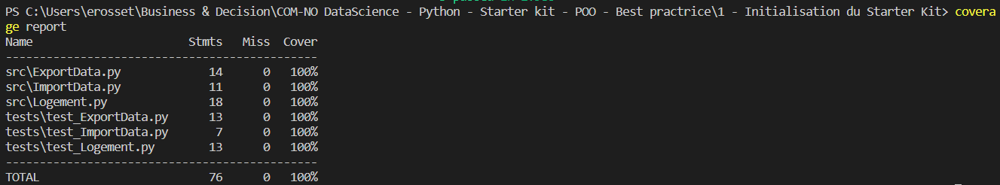 PS C:\Users\erosset\Business & Decision\COM-NO DataScience - Python - Starter kit - POO - Best practrice\1 - Initialisation du Starter Kit> covera
ge report
Name                      Stmts   Miss  Cover
---------------------------------------------
src\ExportData.py            14      0   100%
src\ImportData.py            11      0   100%
src\Logement.py              18      0   100%
tests\test_ExportData.py     13      0   100%
tests\test_ImportData.py      7      0   100%
tests\test_Logement.py       13      0   100%
---------------------------------------------
TOTAL                        76      0   100%